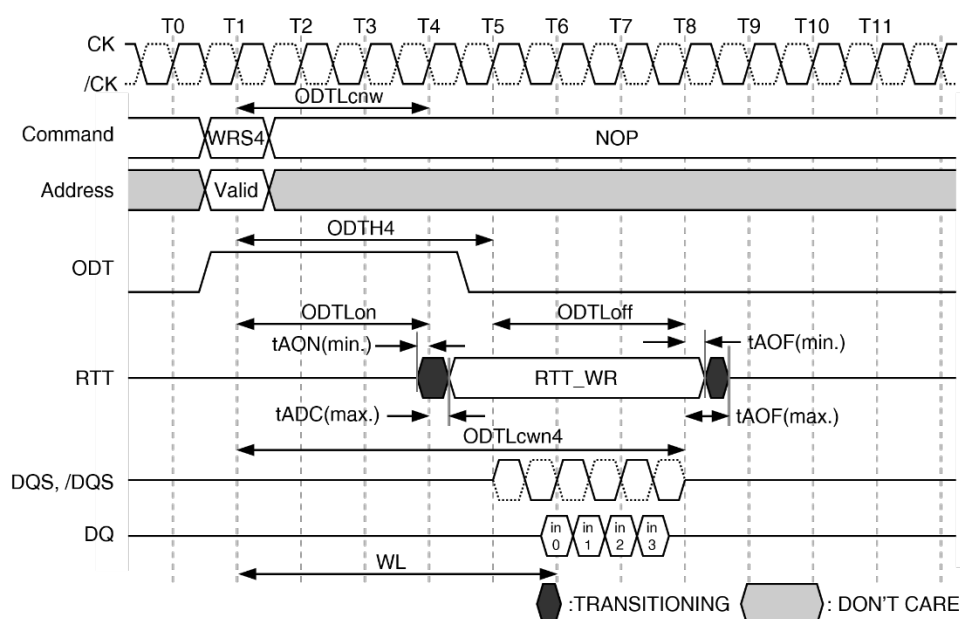 T0 T1 T2 T3 T4 T5 T6 T7 T8 T9 T10 T11
CK
/CK
ODTLcnw
Command WRS4 NOP
Address Valid
ODTH4
ODT
ODTLon ODTLoff
tAON(min.) tAOF(min.)
RTT RTT_WR
tADC(max.) tAOF(max.)
ODTLcwn4
DQS, /DQS
DQ in 0 in 1 in 2 in 3
WL
:TRANSITIONING : DON'T CARE